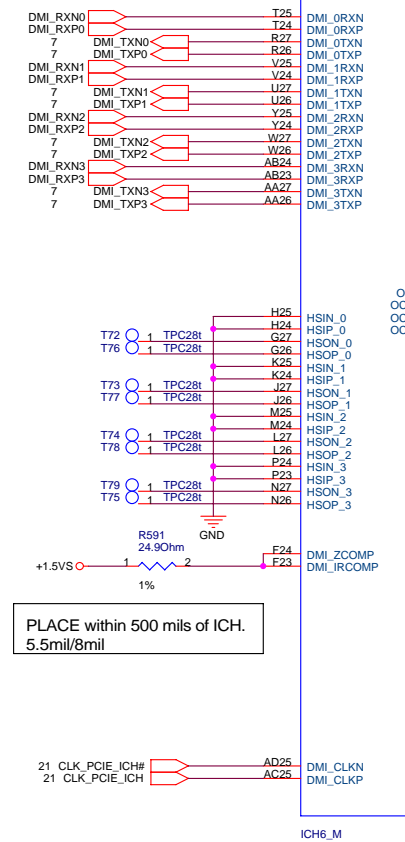 DMI_RXN0 T25 DMI_0RXN
DMI_RXP0 T24 DMI_0RXP
7 DMI_TXN0 R27 DMI_0TXN
7 DMI_TXP0 R26 DMI_0TXP
DMI_RXN1 V25 DMI_1RXN
DMI_RXP1 V24 DMI_1RXP
7 DMI_TXN1 U27 DMI_1TXN
7 DMI_TXP1 U26 DMI_1TXP
DMI_RXN2 Y25 DMI_2RXN
DMI_RXP2 Y24 DMI_2RXP
7 DMI_TXN2 W27 DMI_2TXN
7 DMI_TXP2 W26 DMI_2TXP
DMI_RXN3 AB24 DMI_3RXN
DMI_RXP3 AB23 DMI_3RXP
7 DMI_TXN3 AA27 DMI_3TXN
7 DMI_TXP3 AA26 DMI_3TXP
H25 HSIN_0
H24 HSIP_0
T72 1 TPC28t G27 HSON_0
T76 1 TPC28t G26 HSOP_0
K25 HSIN_1
K24 HSIP_1
T73 1 TPC28t J27 HSON_1
T77 1 TPC28t J26 HSOP_1
M25 HSIN_2
M24 HSIP_2
T74 1 TPC28t L27 HSON_2
T78 1 TPC28t L26 HSOP_2
P24 HSIN_3
P23 HSIP_3
T79 1 TPC28t N27 HSON_3
T75 1 TPC28t N26 HSOP_3
GND
R591
24.9Ohm
F24 DMI_ZCOMP
+1.5VS 1 2 F23 DMI_IRCOMP
1%
PLACE within 500 mils of ICH.
5.5mil/8mil
21 CLK_PCIE_ICH# AD25 DMI_CLKN
21 CLK_PCIE_ICH AC25 DMI_CLKP
ICH6_M